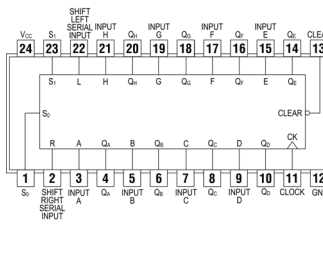 SHIFT
LEFT
SERIAL
INPUT
INPUT
H
INPUT
G
INPUT
F
INPUT
E
VCC S1 QH QG QF QE CLEA
24 23 22 21 20 19 18 17 16 15 14 13
S1 L H QH G QG F QF E QE
S0 CLEAR
CK
R A QA B QB C QC D QD
1 2 3 4 5 6 7 8 9 10 11 12
S0 SHIFT
RIGHT
SERIAL
INPUT
INPUT
A
QA INPUT
B
QB INPUT
C
QC INPUT
D
QD CLOCK GN